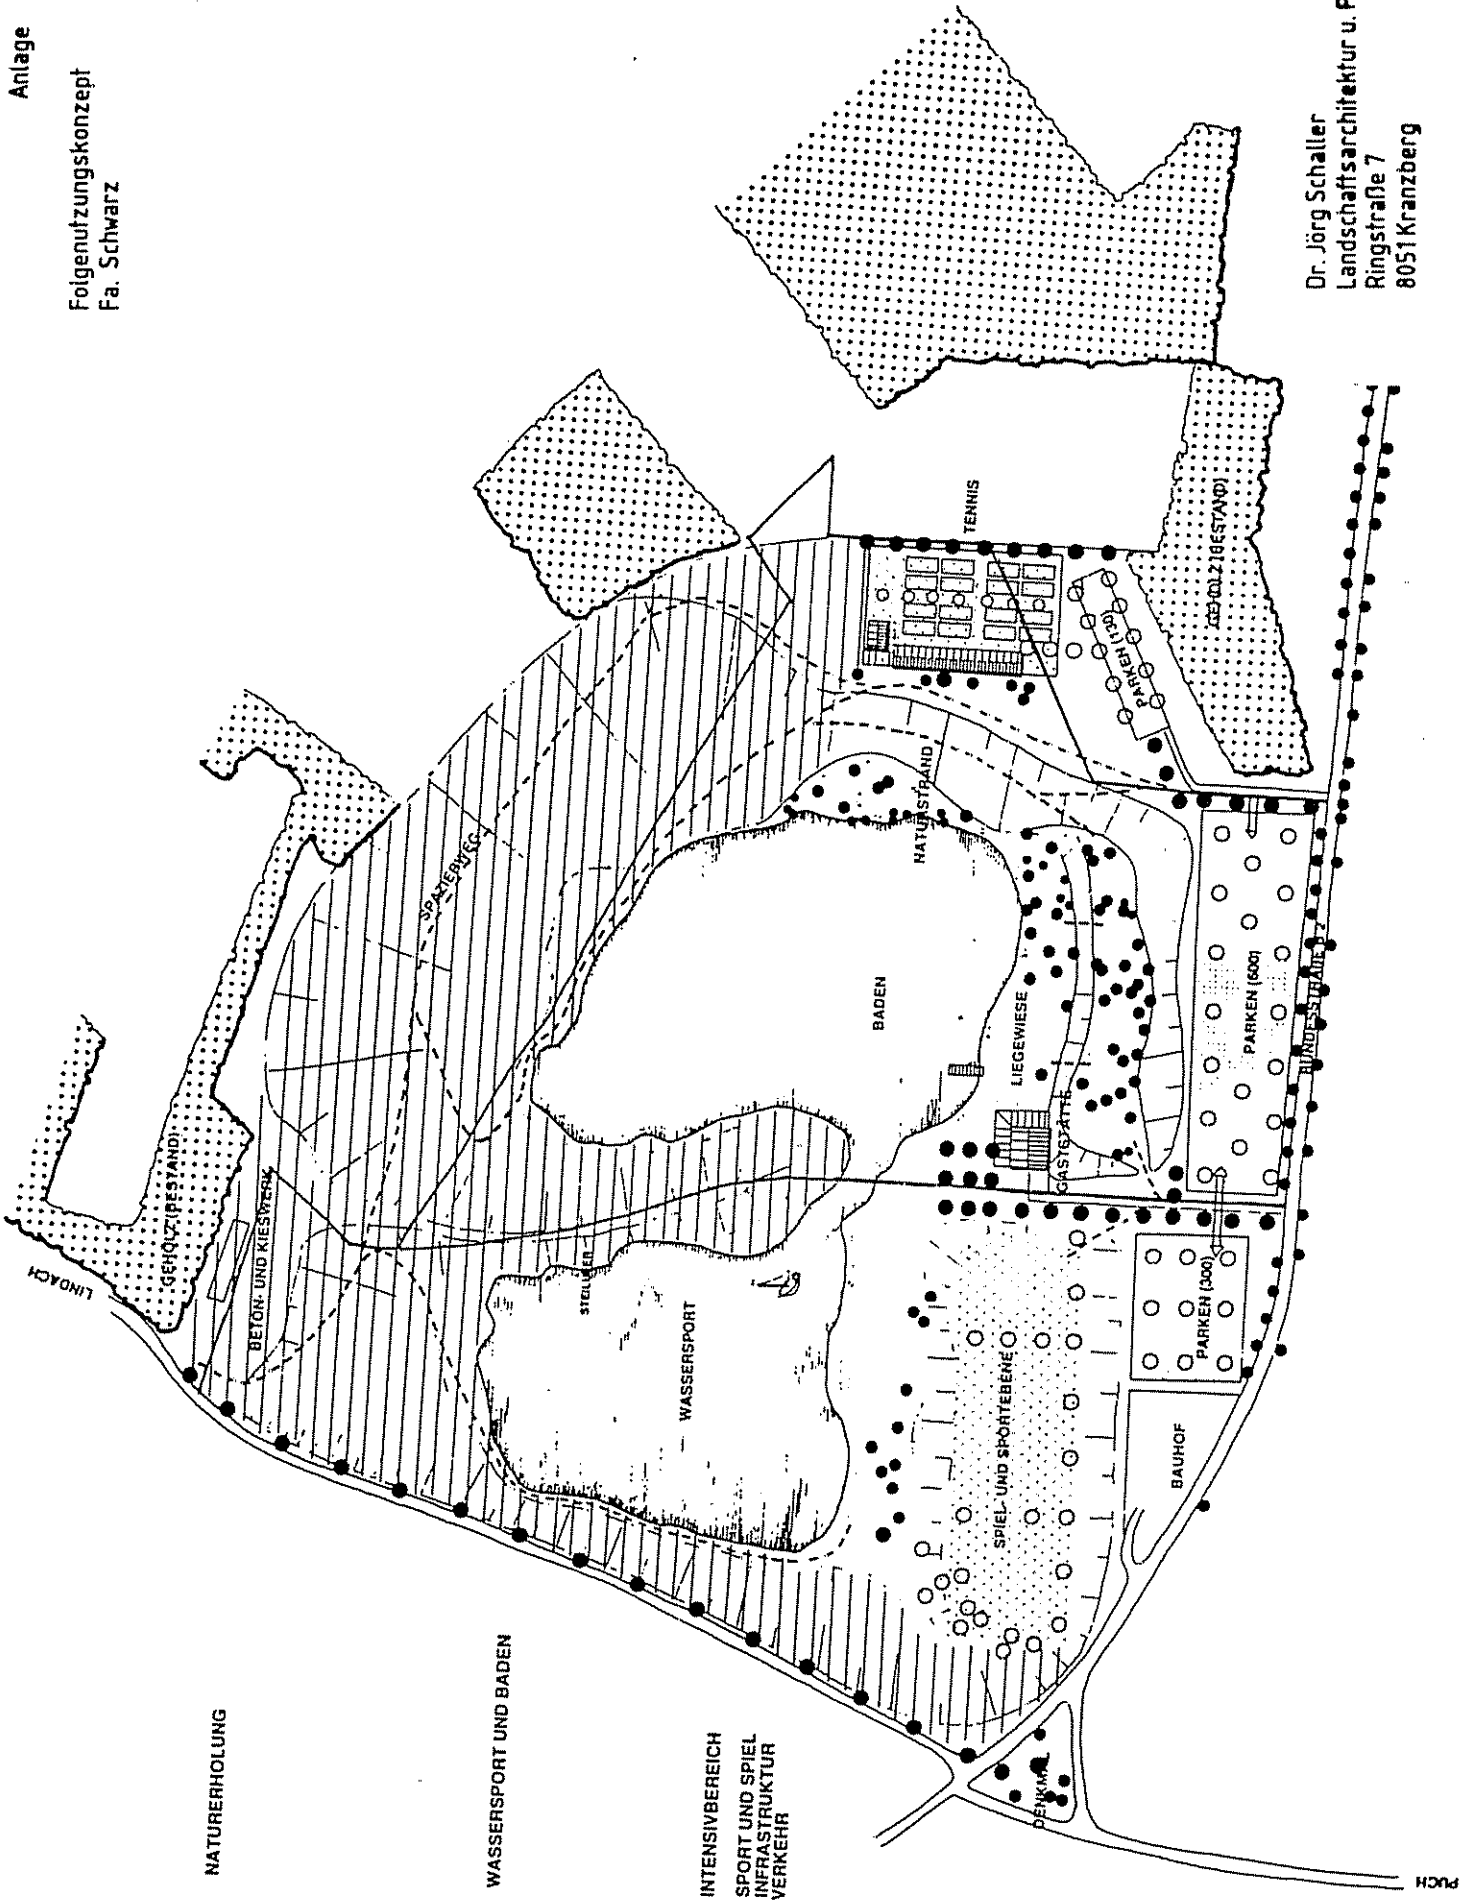 Anlage
Folgenutzungskonzept
Fa. Schwarz
Dr. Jörg Schaller
Landschaftsarchitektur u. P
Ringstraße 7
8051 Kranzberg
NATURERHOLUNG
WASSERSPORT UND BADEN
INTENSIVBEREICH
SPORT UND SPIEL
INFRASTRUKTUR
VERKEHR
LINDACH
GEHÖLZ (BESTAND)
BETON- UND KIESWERK
SPAZIERWEG
STEILUFER
WASSERSPORT
BADEN
NATURSTRAND
LIEGEWIESE
GASTSTÄTTE
TENNIS
PARKEN (130)
GEHÖLZ (BESTAND)
PARKEN (600)
BUNDESSTRAßE B 2
PARKEN (300)
SPIEL- UND SPORTEBENE
BAUHOF
DENKMAL
PUCH